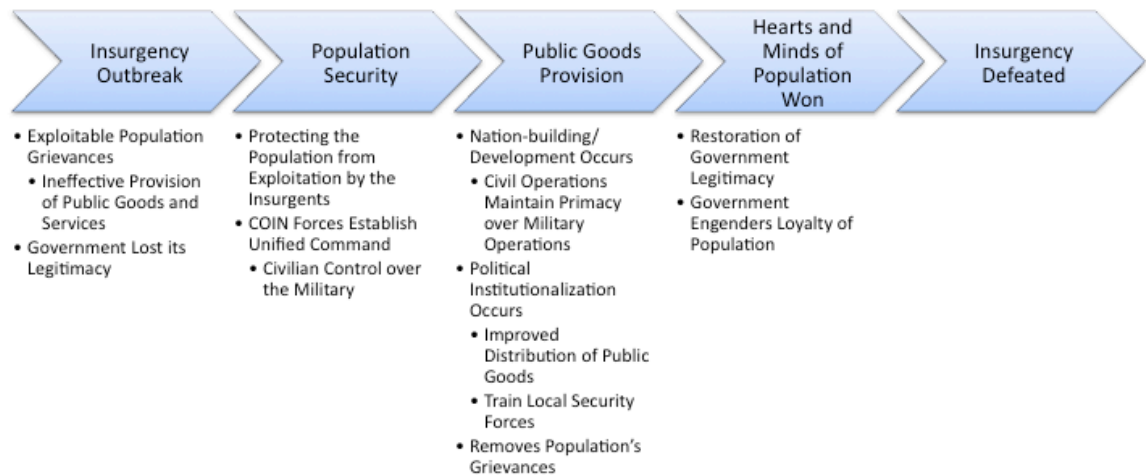 Insurgency
Outbreak
• Exploitable Population
Grievances
• Ineffective Provision
of Public Goods and
Services
• Government Lost its
Legitimacy
Population
Security
• Protecting the
Population from
Exploitation by the
Insurgents
• COIN Forces Establish
Unified Command
• Civilian Control over
the Military
Public Goods
Provision
• Nation-building/
Development Occurs
• Civil Operations
Maintain Primacy
over Military
Operations
• Political
Institutionalization
Occurs
• Improved
Distribution of Public
Goods
• Train Local Security
Forces
• Removes Population's
Grievances
Hearts and
Minds of
Population
Won
• Restoration of
Government
Legitimacy
• Government
Engenders Loyalty of
Population
Insurgency
Defeated